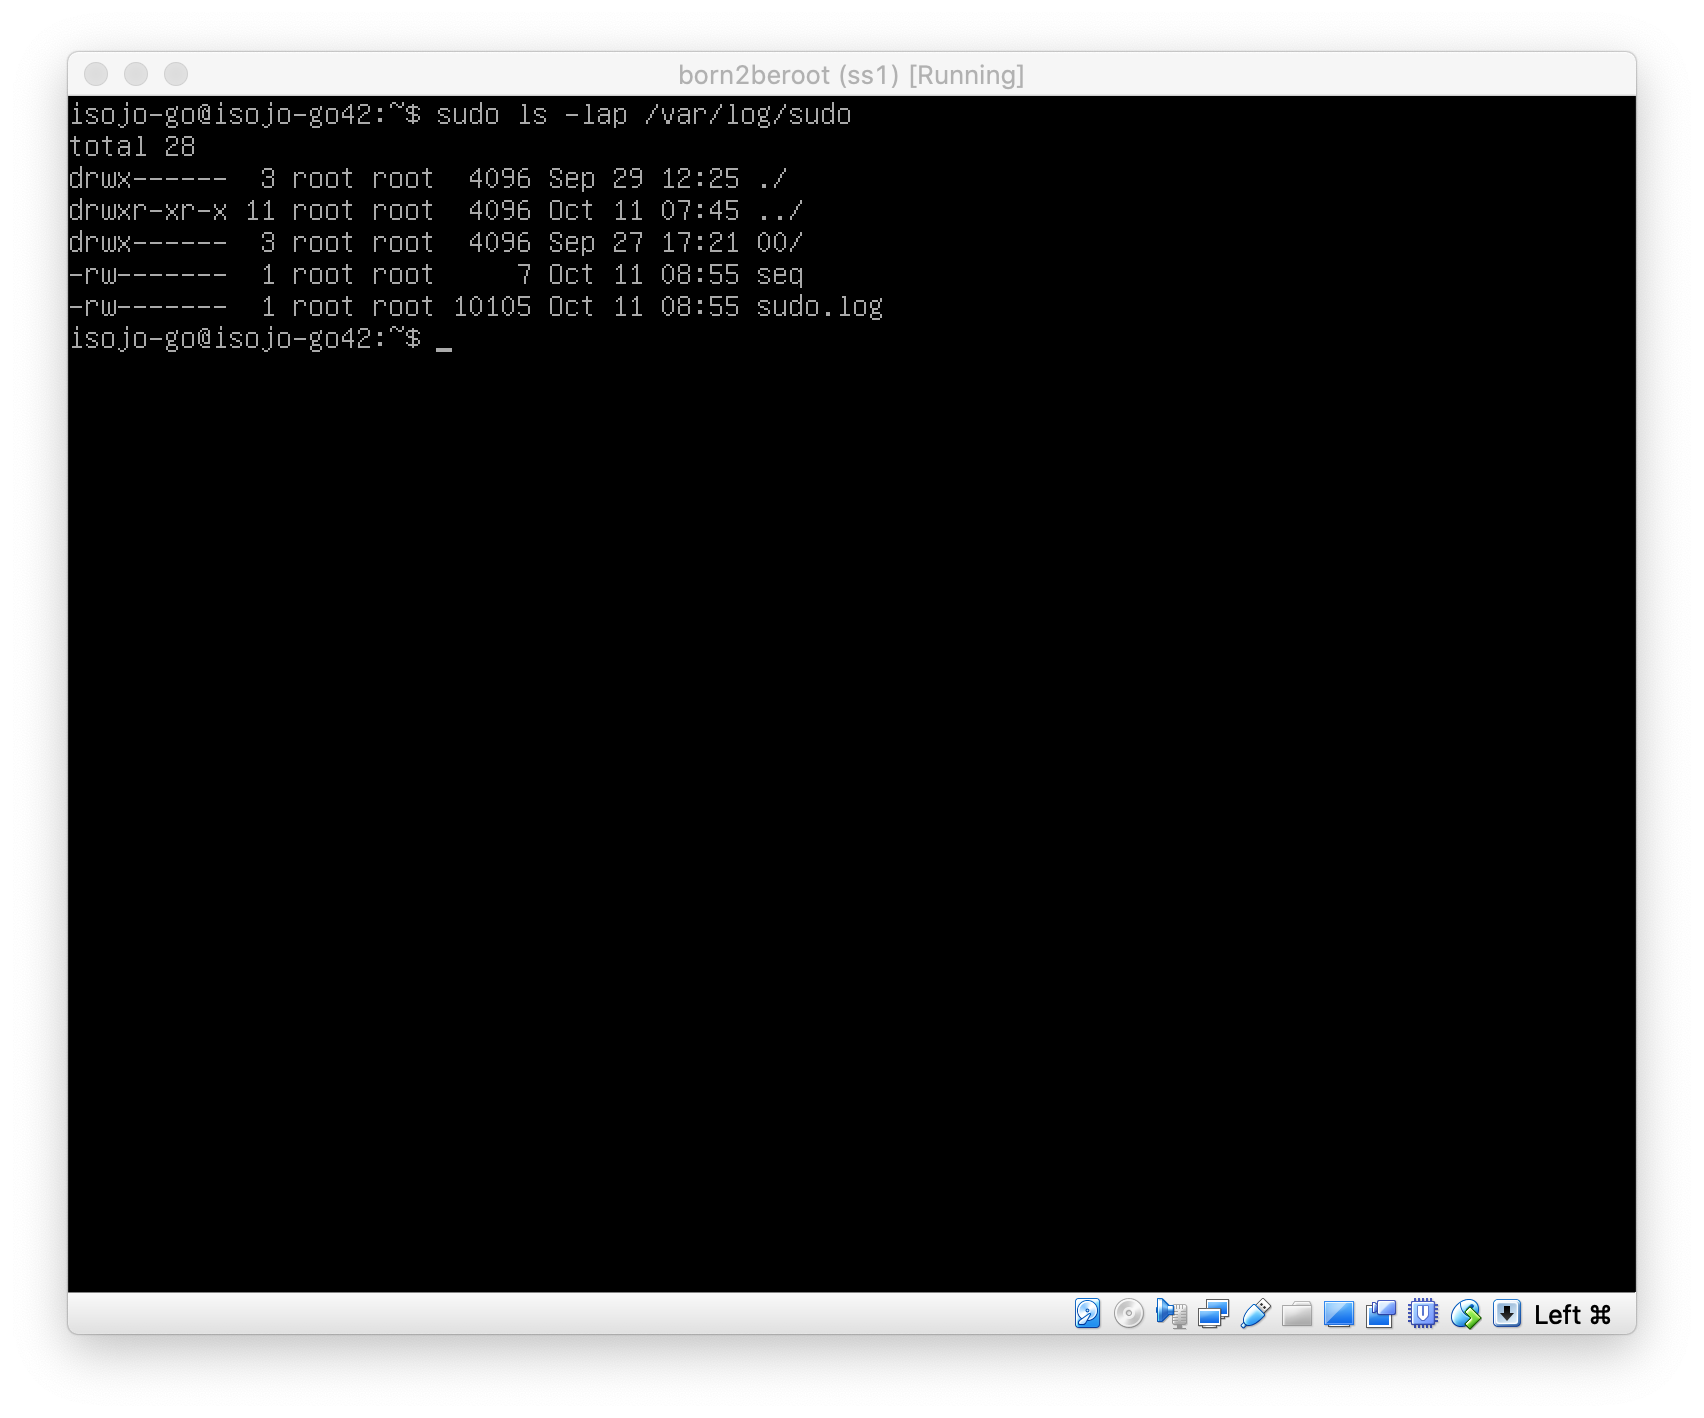 born2beroot (ss1) [Running]
isojo-go@isojo-go42:~$ sudo ls -lap /var/log/sudo
total 28
drwx------  3 root root  4096 Sep 29 12:25 ./
drwxr-xr-x 11 root root  4096 Oct 11 07:45 ../
drwx------  3 root root  4096 Sep 27 17:21 00/
-rw-------  1 root root     7 Oct 11 08:55 seq
-rw-------  1 root root 10105 Oct 11 08:55 sudo.log
isojo-go@isojo-go42:~$ _
Left ⌘